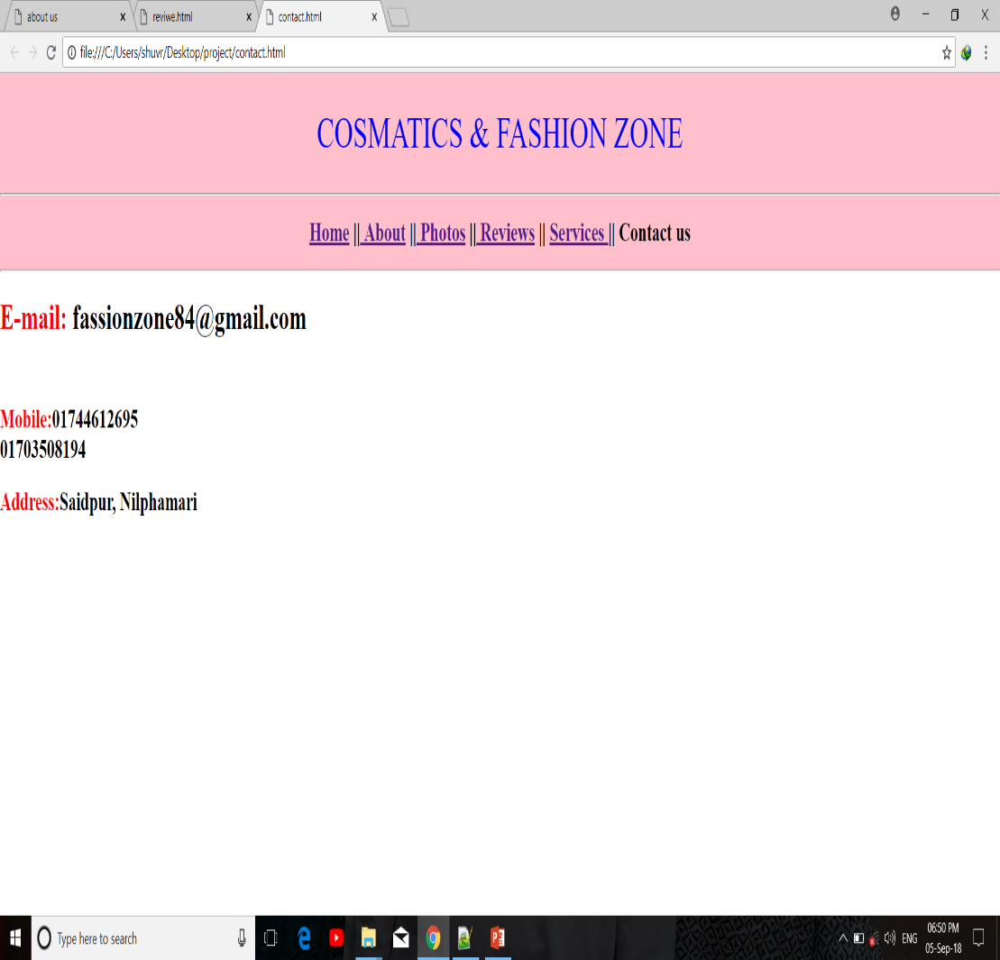 about us
reviwe.html
contact.html
file:///C:/Users/shuvr/Desktop/project/contact.html
COSMATICS & FASHION ZONE
Home || About || Photos || Reviews || Services || Contact us
E-mail: fassionzone84@gmail.com
Mobile:01744612695
01703508194
Address:Saidpur, Nilphamari
Type here to search
ENG
06:50 PM
05-Sep-18